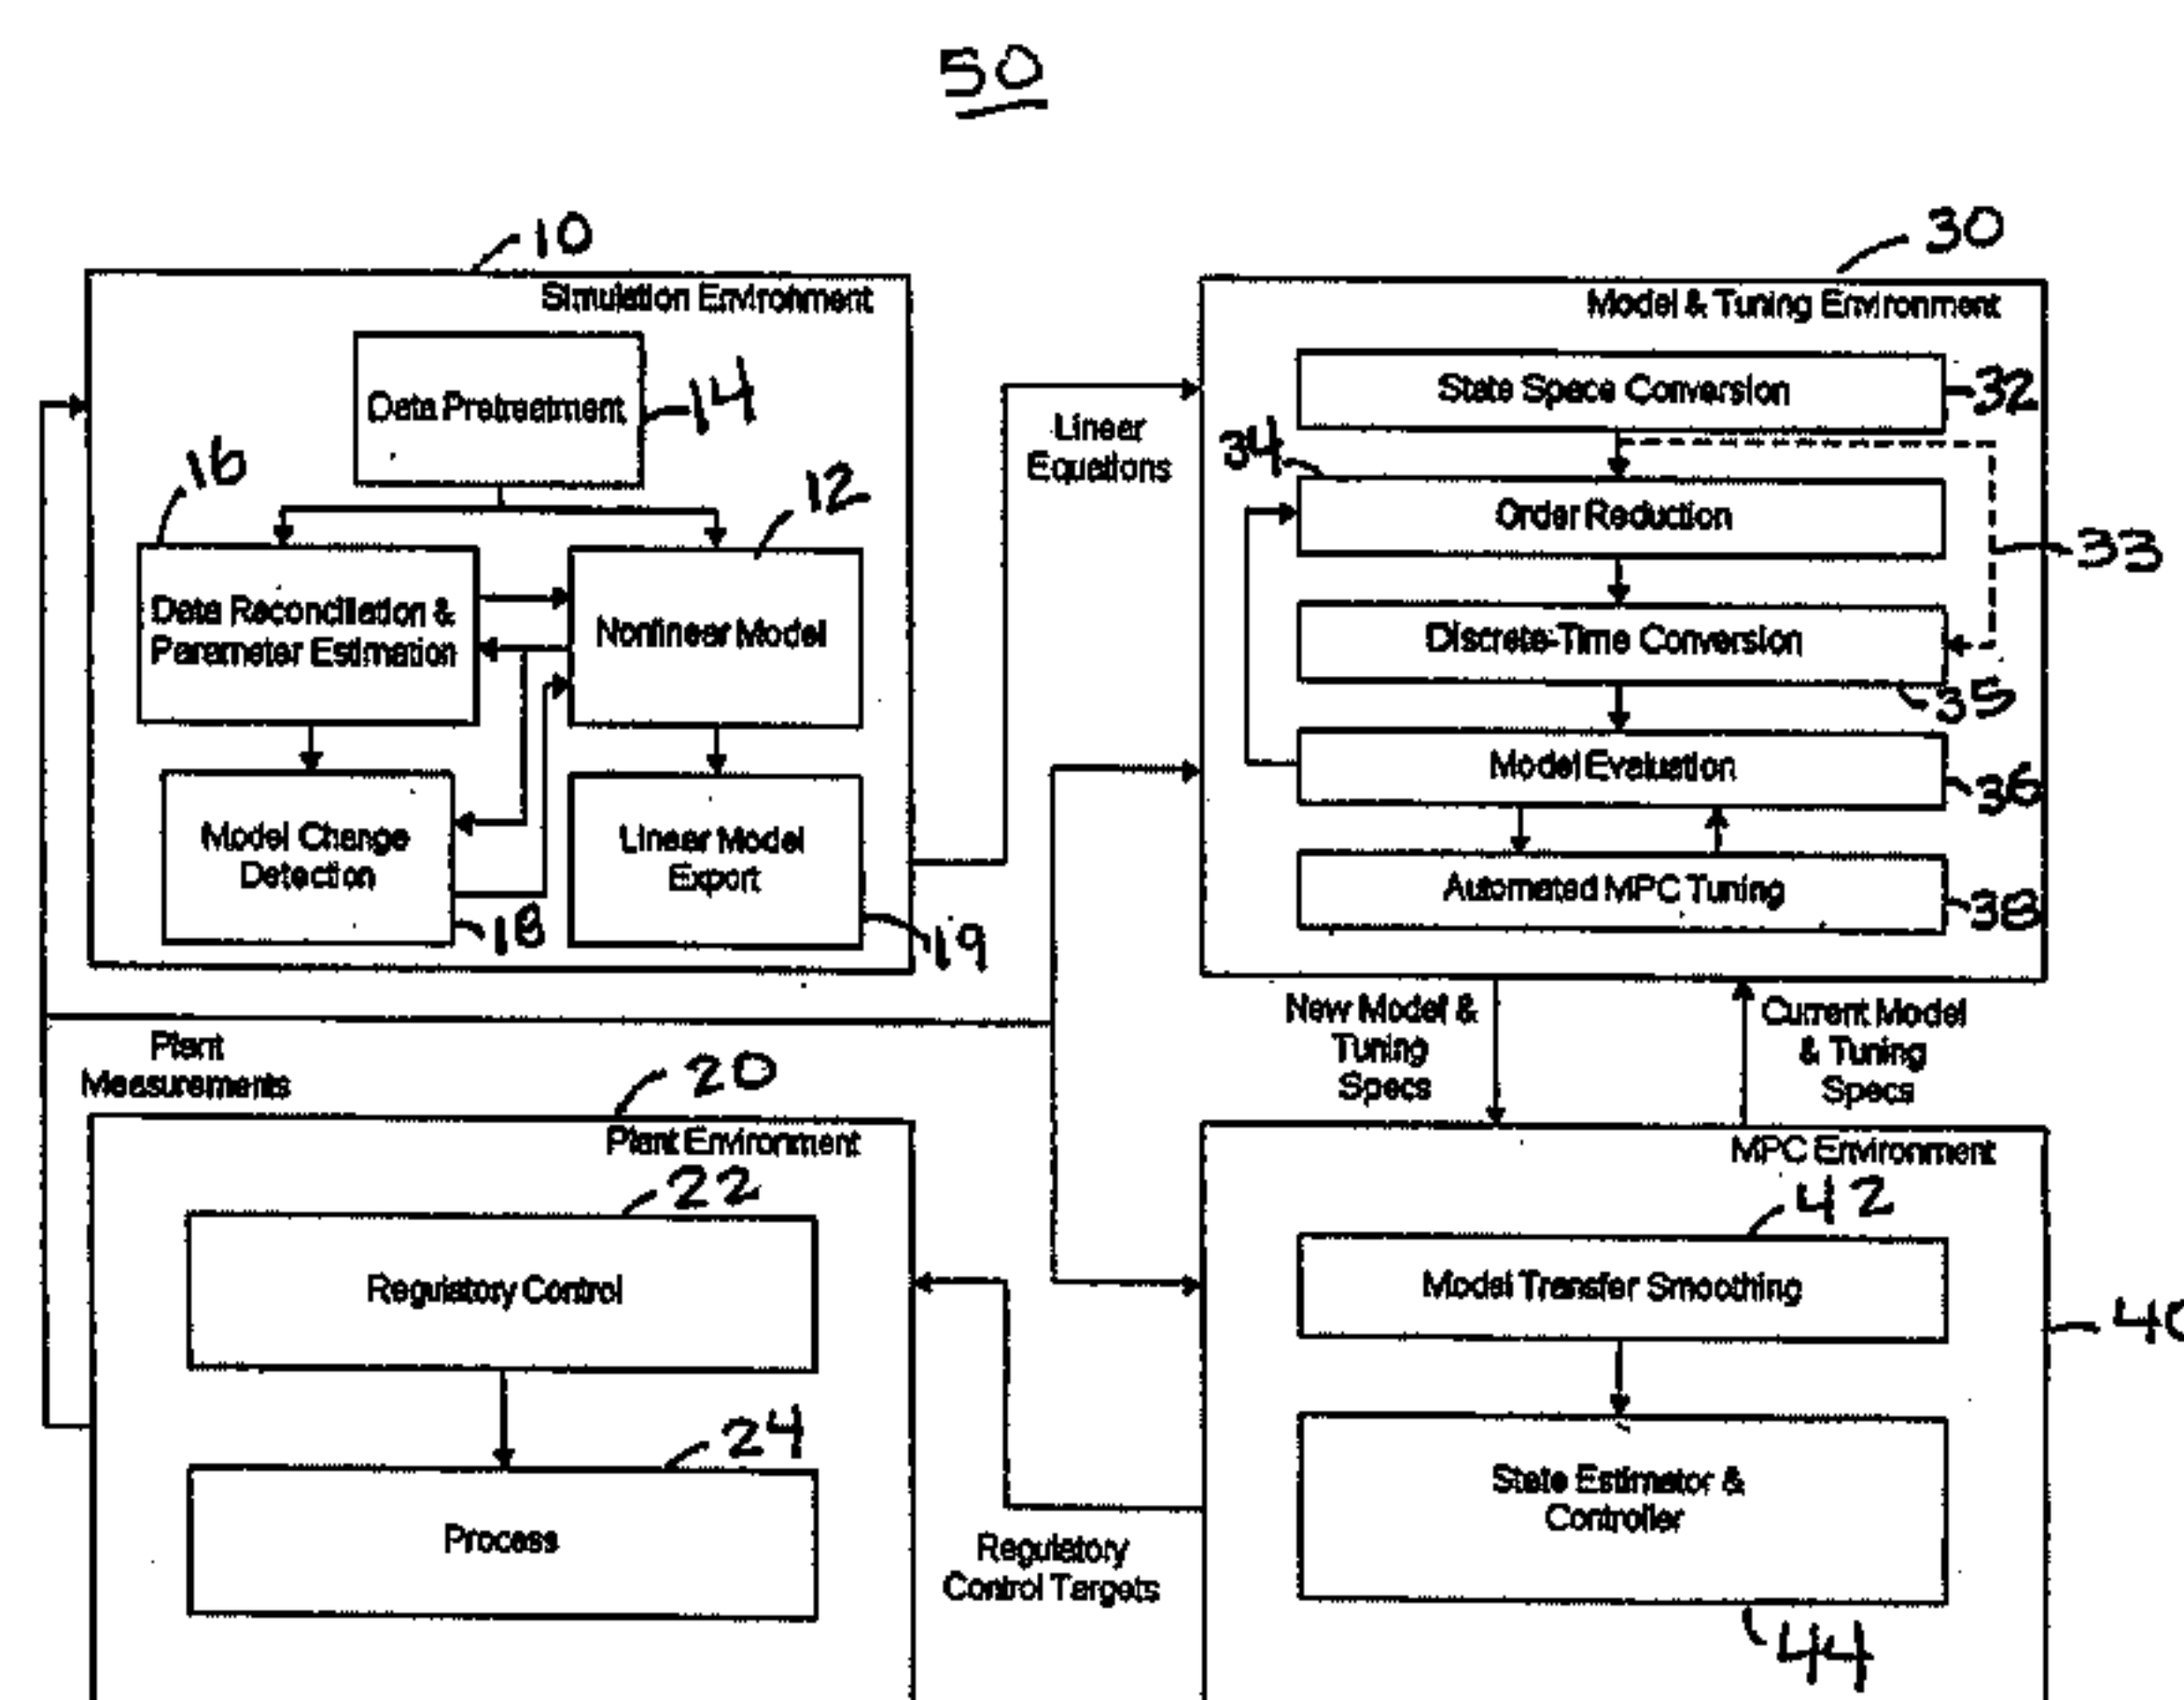 50
10
Simulation Environment
Data Pretreatment
14
16
12
Data Reconciliation &
Parameter Estimation
Nonlinear Model
Model Change
Detection
18
Linear Model
Export
19
Linear
Equations
30
Model & Tuning Environment
State Space Conversion
32
34
Order Reduction
33
Discrete-Time Conversion
35
Model Evaluation
36
Automated MPC Tuning
38
New Model &
Tuning
Specs
Current Model
& Tuning
Specs
Plant
Measurements
20
Plant Environment
22
Regulatory Control
24
Process
Regulatory
Control Targets
MPC Environment
42
Model Transfer Smoothing
40
State Estimator &
Controller
44